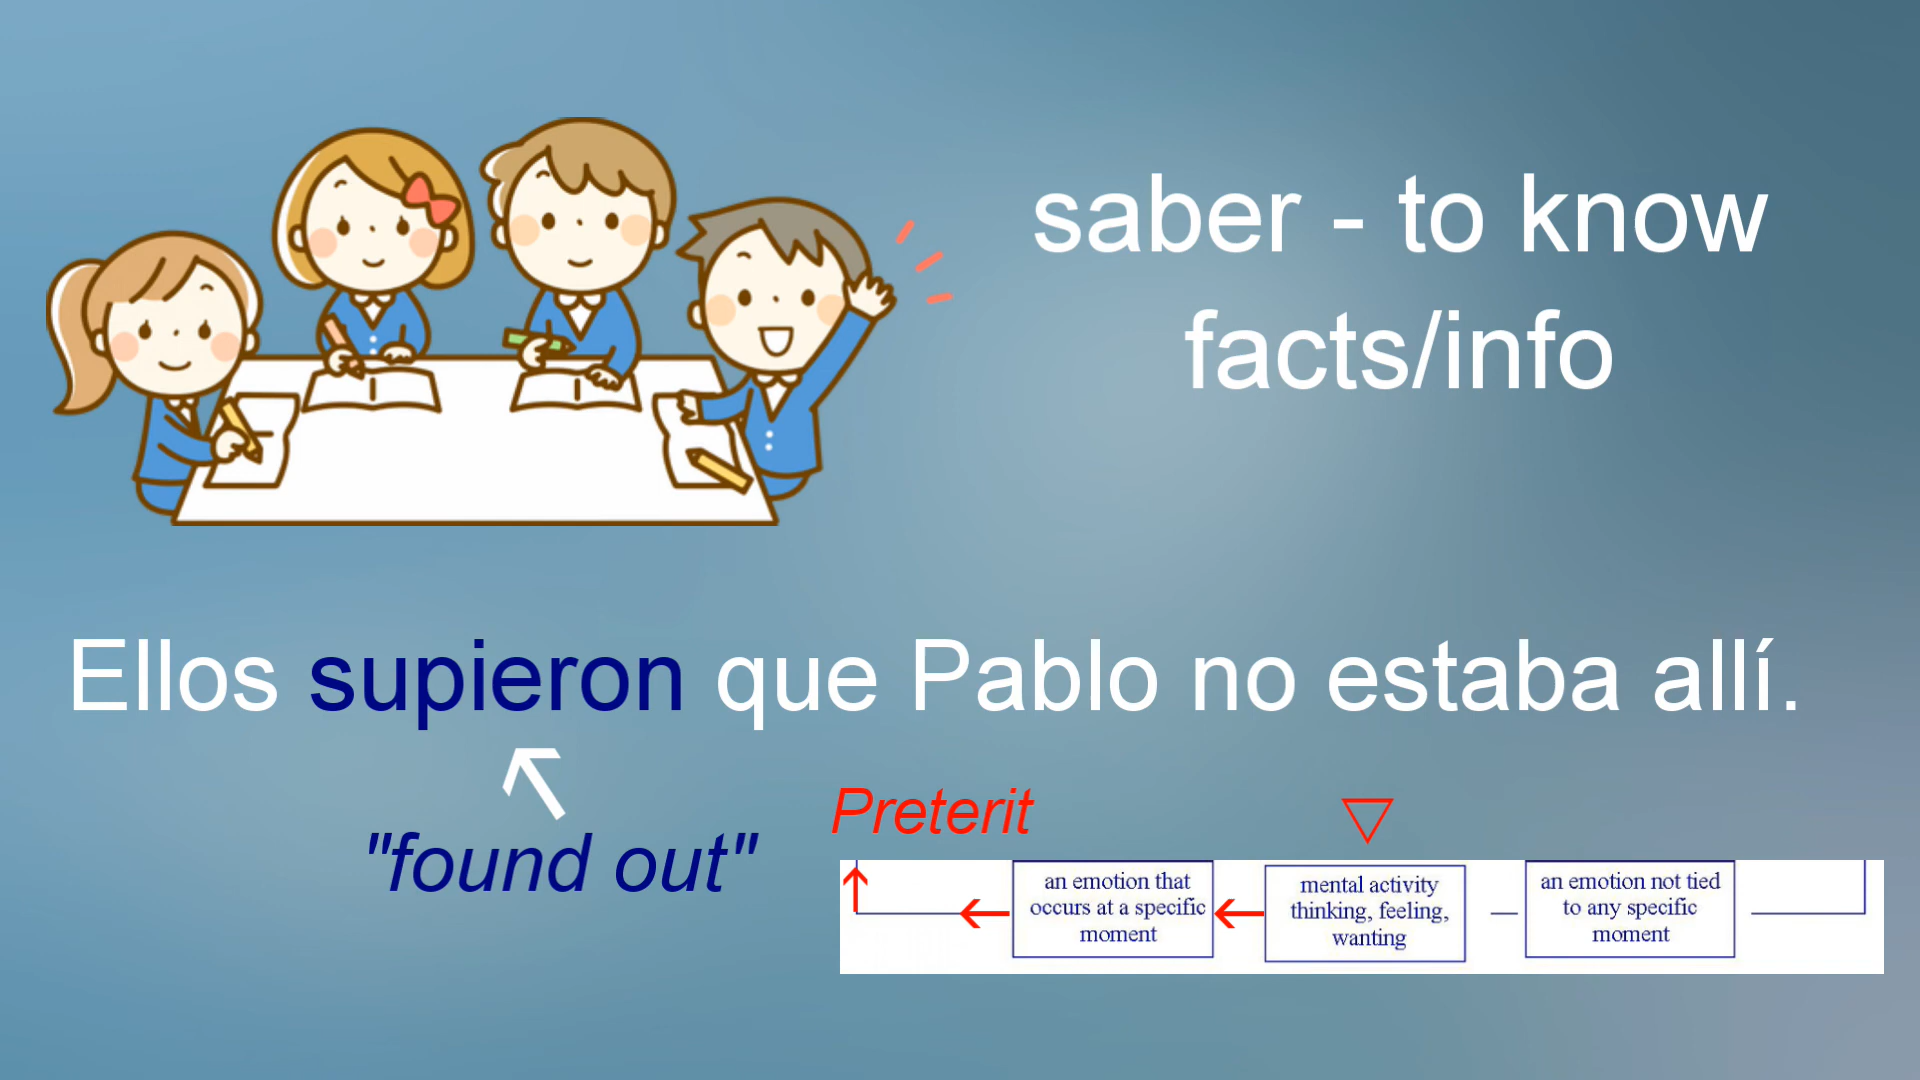 saber - to know
facts/info
Ellos supieron que Pablo no estaba allí.
"found out"
Preterit
an emotion that
occurs at a specific
moment
mental activity
thinking, feeling,
wanting
an emotion not tied
to any specific
moment